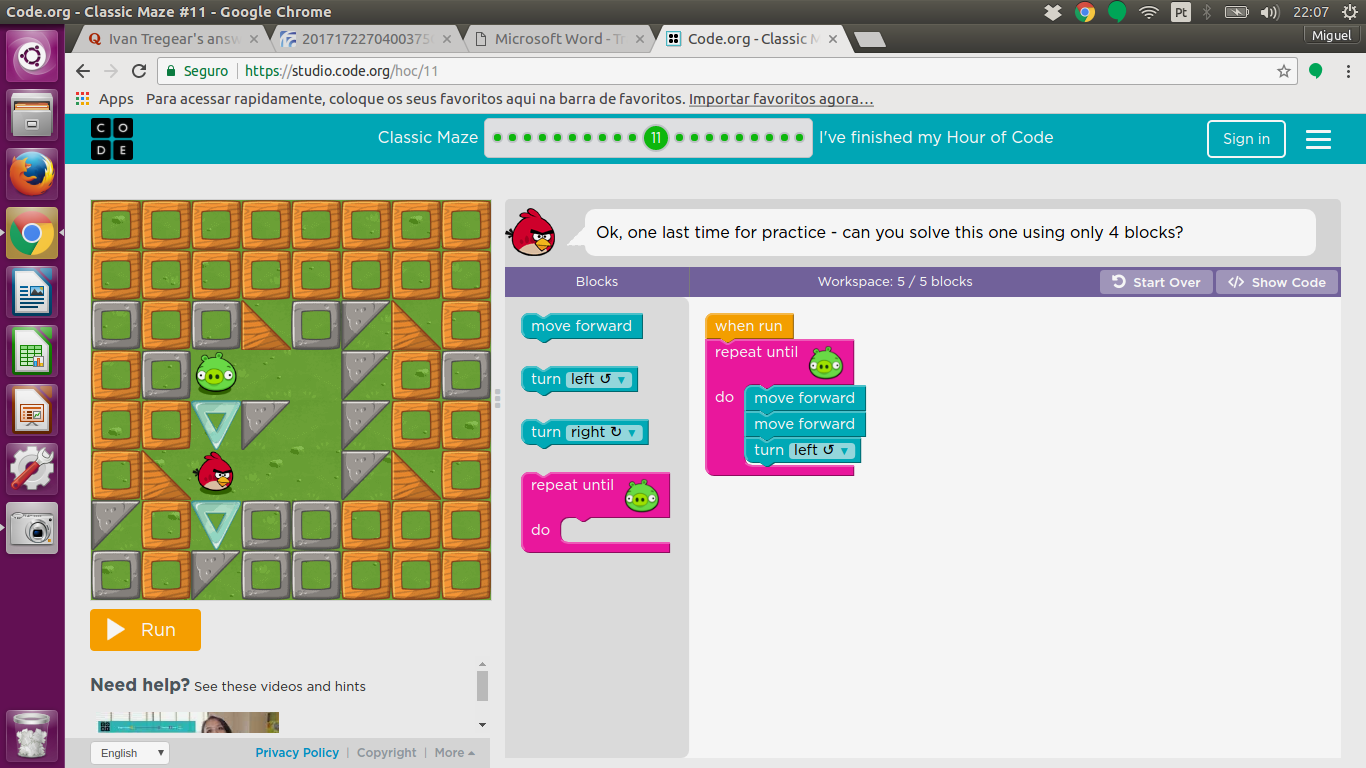 Code.org - Classic Maze #11 - Google Chrome
Pt
22:07
Ivan Tregear's answ
2017172270400375
Microsoft Word - Tr
Code.org - Classic M
Miguel
Seguro
https://studio.code.org/hoc/11
Apps
Para acessar rapidamente, coloque os seus favoritos aqui na barra de favoritos. Importar favoritos agora...
CODE
Classic Maze
11
I've finished my Hour of Code
Sign in
Ok, one last time for practice - can you solve this one using only 4 blocks?
Blocks
Workspace: 5 / 5 blocks
Start Over
</> Show Code
move forward
turn left ↺
turn right ↻
repeat until
do
when run
repeat until
do
move forward
move forward
turn left ↺
Run
Need help? See these videos and hints
English
Privacy Policy | Copyright | More